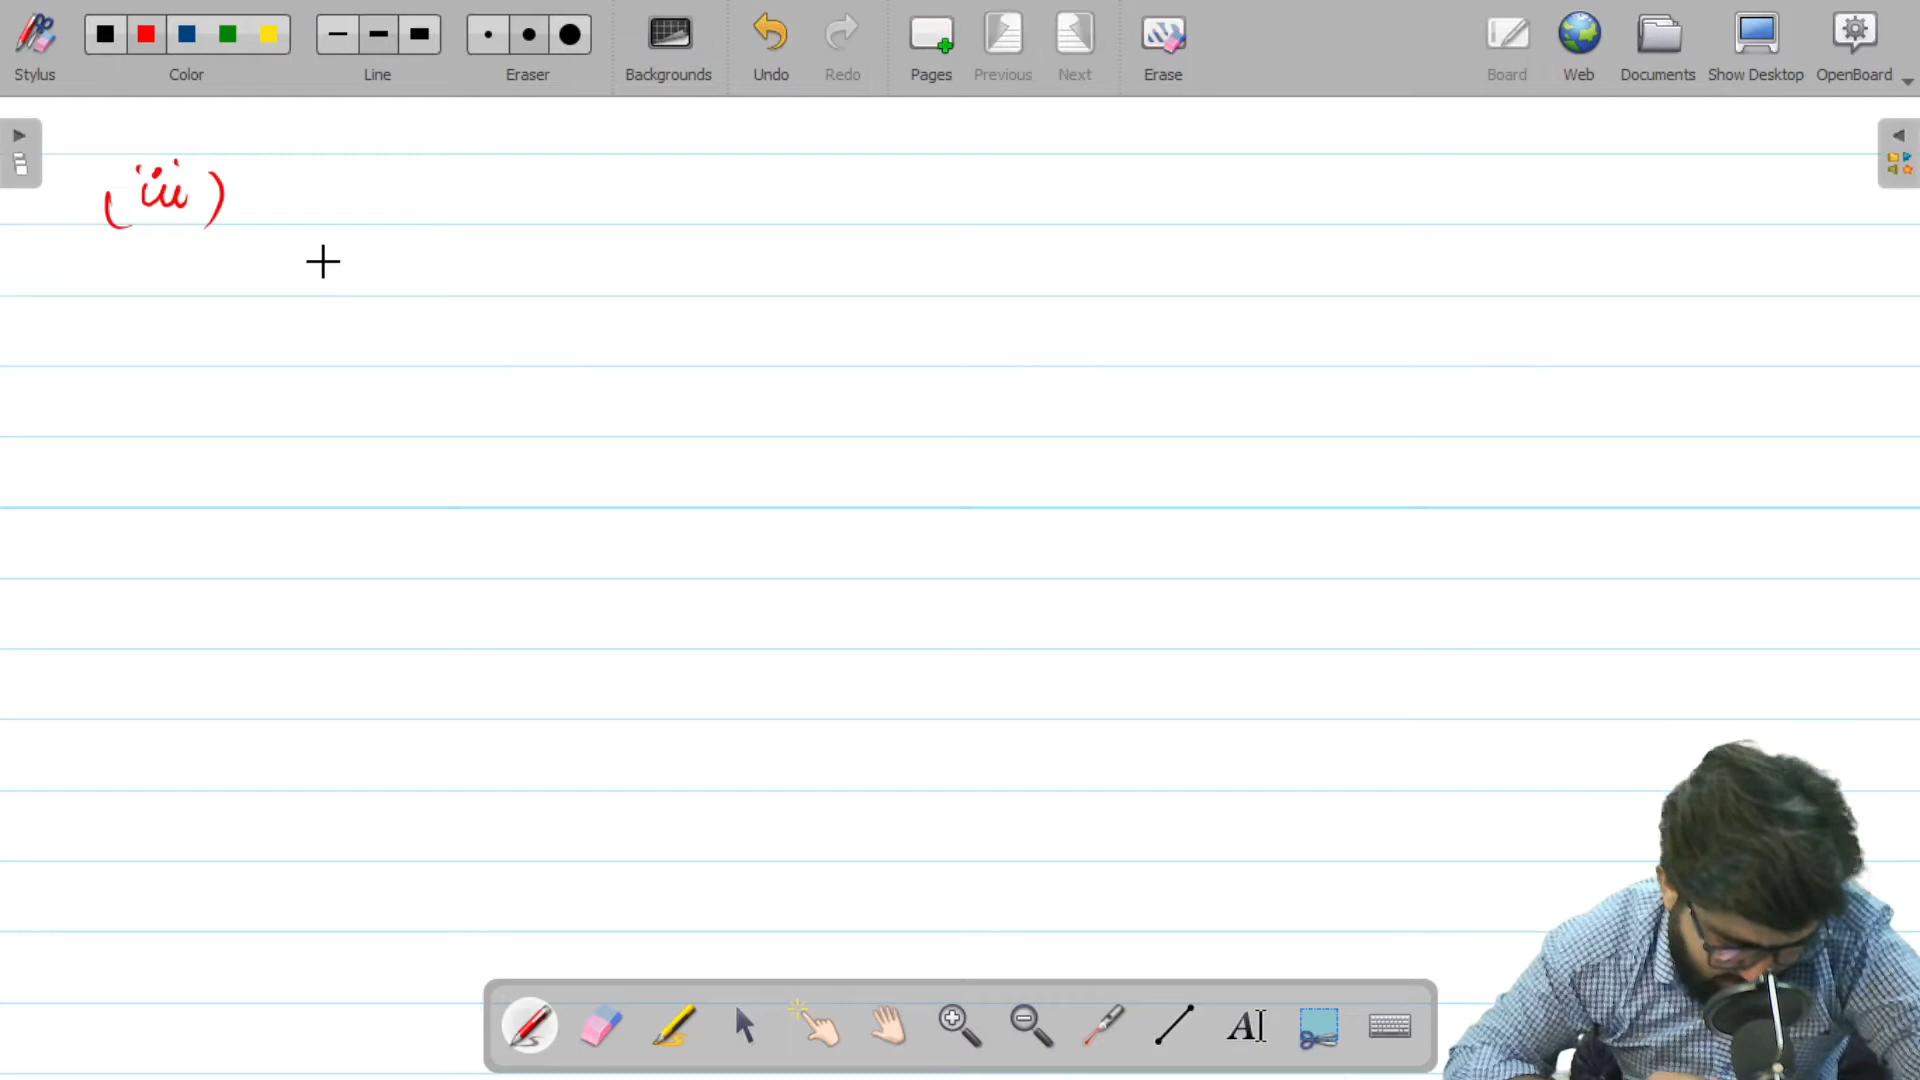 Stylus
Color
Line
Eraser
Backgrounds
Undo
Redo
Pages
Previous
Next
Erase
Board
Web
Documents
Show Desktop
OpenBoard
(iii)
A